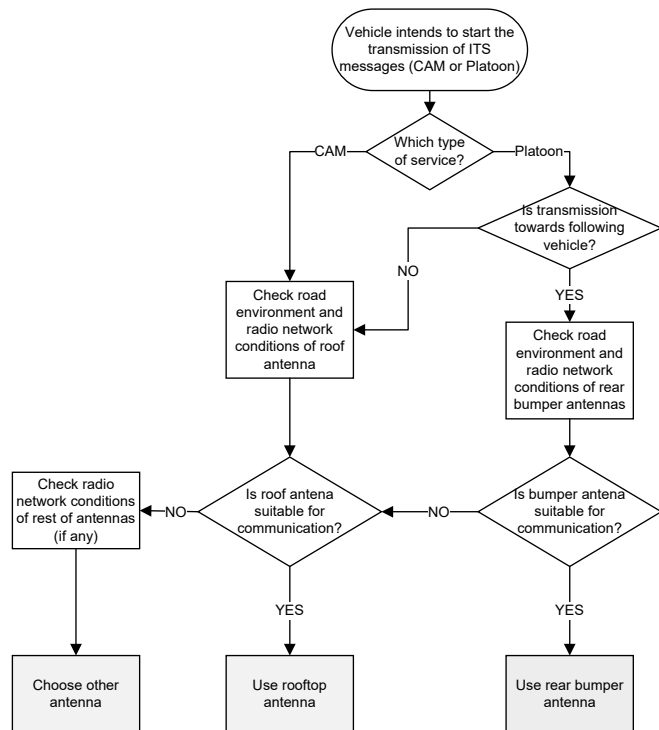 Vehicle intends to start the
transmission of ITS
messages (CAM or Platoon)
Which type
of service?
CAM
Platoon
Is transmission
towards following
vehicle?
NO
YES
Check road
environment and
radio network
conditions of roof
antenna
Check road
environment and
radio network
conditions of rear
bumper antennas
Check radio
network conditions
of rest of antennas
(if any)
NO
Is roof antena
suitable for
communication?
NO
Is bumper antena
suitable for
communication?
YES
YES
Choose other
antenna
Use rooftop
antenna
Use rear bumper
antenna